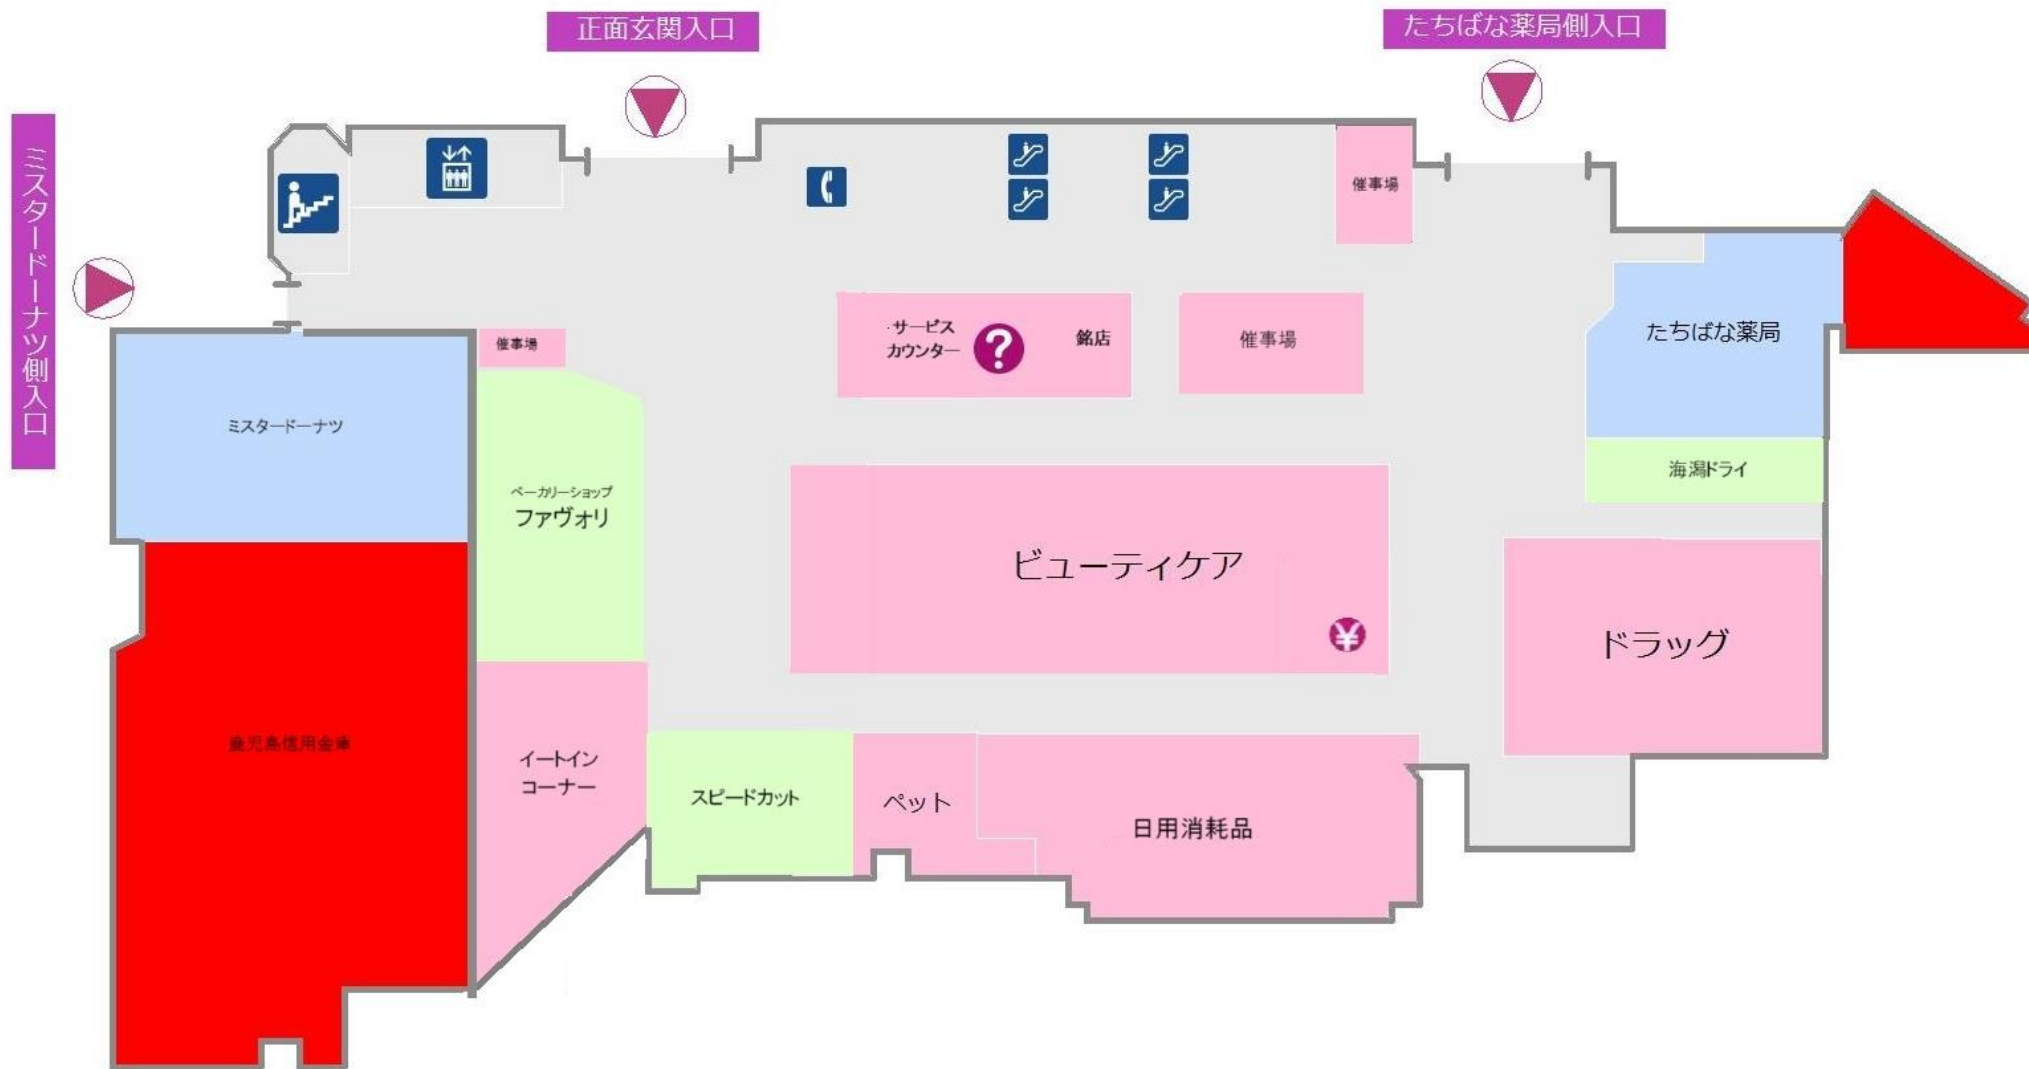 正面玄関入口
たちばな薬局側入口
ミスタードーナツ側入口
催事場
サービス
カウンター
?
銘店
催事場
催事場
たちばな薬局
ミスタードーナツ
海潟ドライ
ベーカリーショップ
ファヴォリ
ビューティケア
¥
ドラッグ
鹿児島信用金庫
イートイン
コーナー
スピードカット
ペット
日用消耗品